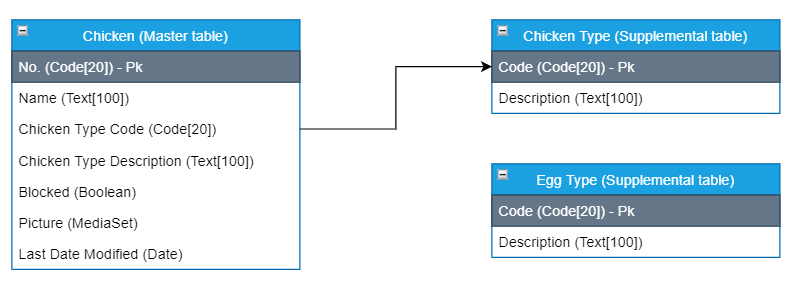 Chicken (Master table)
No. (Code[20]) - Pk
Name (Text[100])
Chicken Type Code (Code[20])
Chicken Type Description (Text[100])
Blocked (Boolean)
Picture (MediaSet)
Last Date Modified (Date)
Chicken Type (Supplemental table)
Code (Code[20]) - Pk
Description (Text[100])
Egg Type (Supplemental table)
Code (Code[20]) - Pk
Description (Text[100])